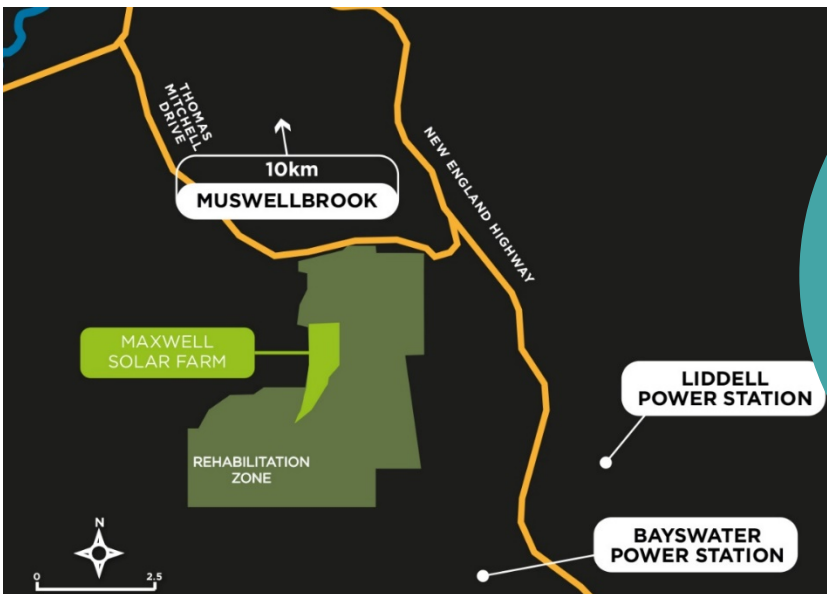 THOMAS
MITCHELL
DRIVE
10km
MUSWELLBROOK
NEW ENGLAND HIGHWAY
MAXWELL
SOLAR FARM
LIDDELL
POWER STATION
REHABILITATION
ZONE
BAYSWATER
POWER STATION
N
0
2.5